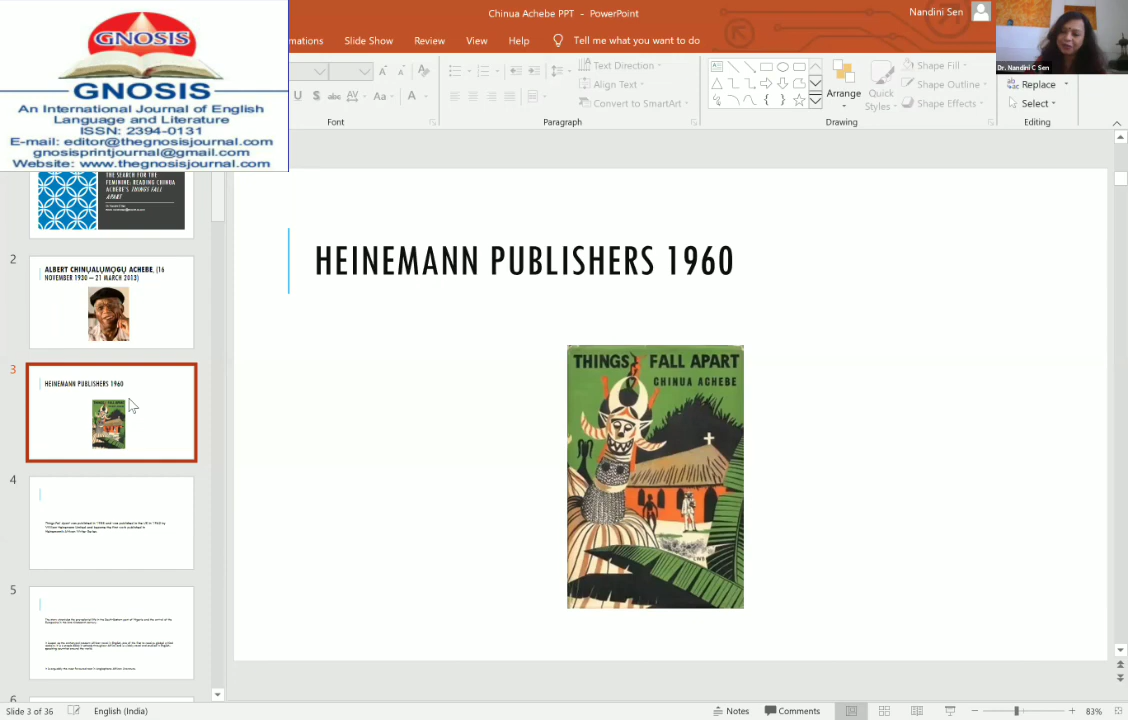 GNOSIS
GNOSIS
An International Journal of English
Language and Literature
ISSN: 2394-0131
E-mail: editor@thegnosisjournal.com
gnosisprintjournal@gmail.com
Website: www.thegnosisjournal.com
Chinua Achebe PPT - PowerPoint
Nandini Sen
Dr. Nandini C Sen
mations
Slide Show
Review
View
Help
Tell me what you want to do
Text Direction
Align Text
Convert to SmartArt
Arrange
Quick
Styles
Shape Fill
Shape Outline
Shape Effects
Replace
Select
Font
Paragraph
Drawing
Editing
THE SEARCH FOR THE
FEMININE: READING CHINUA
ACHEBE'S THINGS FALL
APART
2
ALBERT CHINỤALỤMỌGỤ ACHEBE, (16
NOVEMBER 1930 – 21 MARCH 2013)
3
HEINEMANN PUBLISHERS 1960
4
5
6
HEINEMANN PUBLISHERS 1960
THINGS FALL APART
CHINUA ACHEBE
Slide 3 of 36
English (India)
Notes
Comments
83%